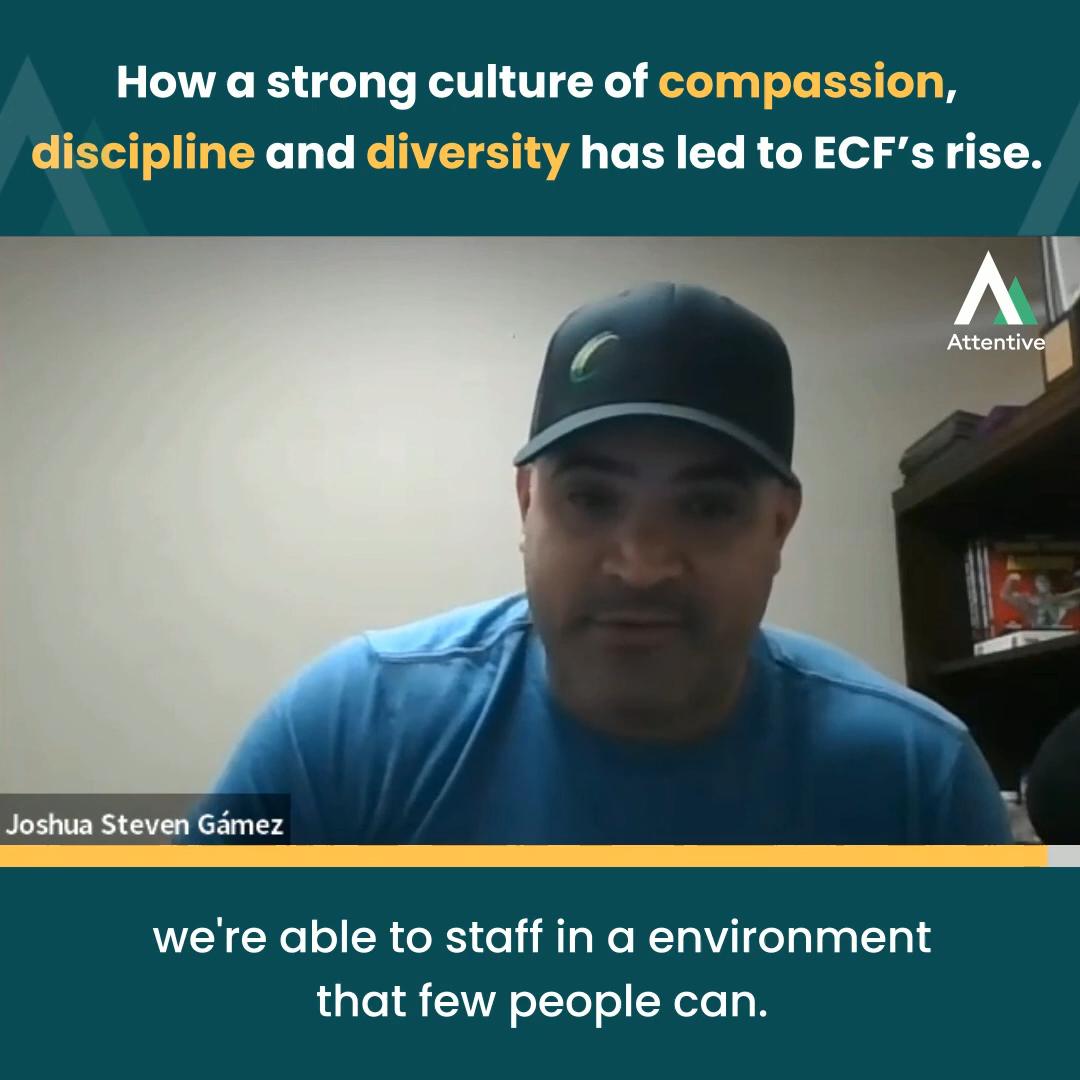 How a strong culture of compassion,
discipline and diversity has led to ECF’s rise.
Attentive
Joshua Steven Gámez
we're able to staff in a environment
that few people can.